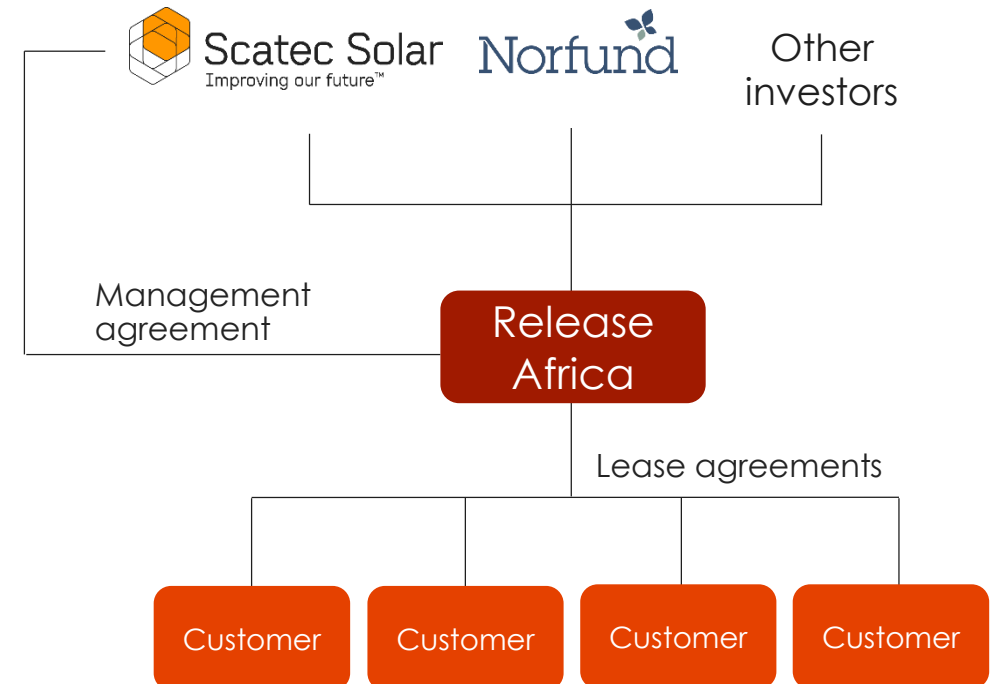 Scatec Solar
Improving our future™
Norfund
Other
investors
Management
agreement
Release
Africa
Lease agreements
Customer
Customer
Customer
Customer